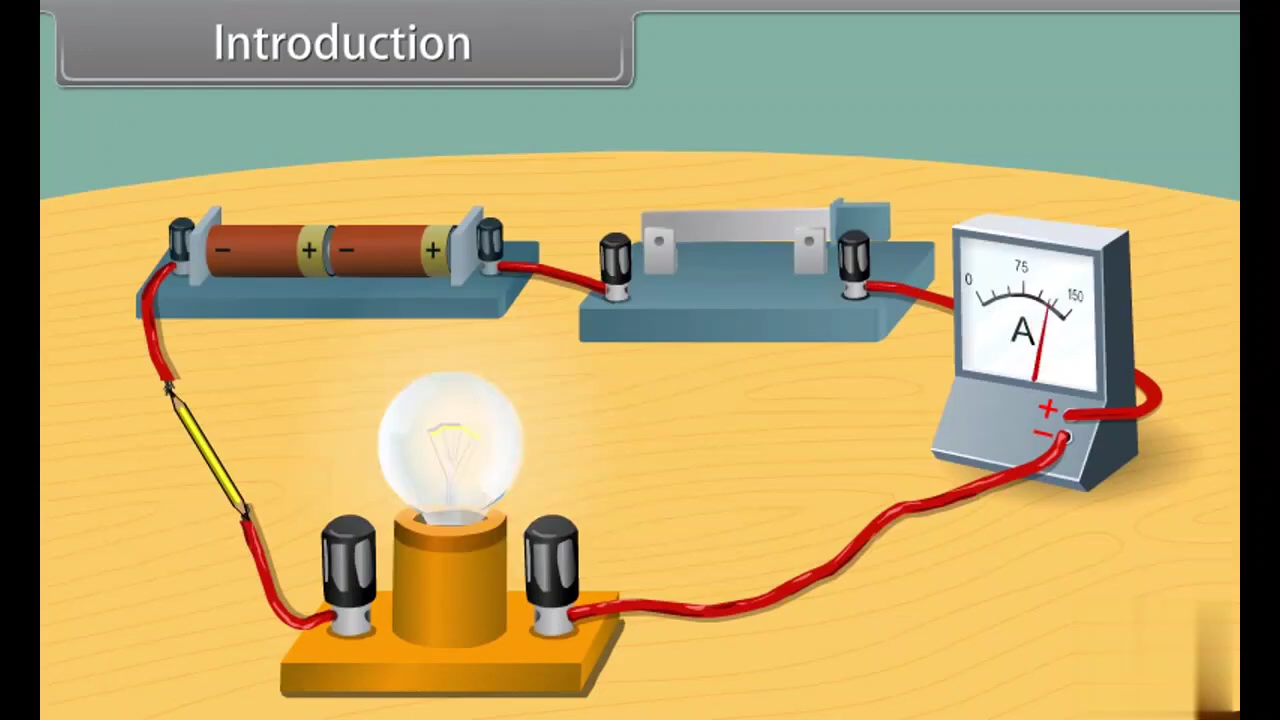 Introduction
− + − +
0 75 150
A
+
−